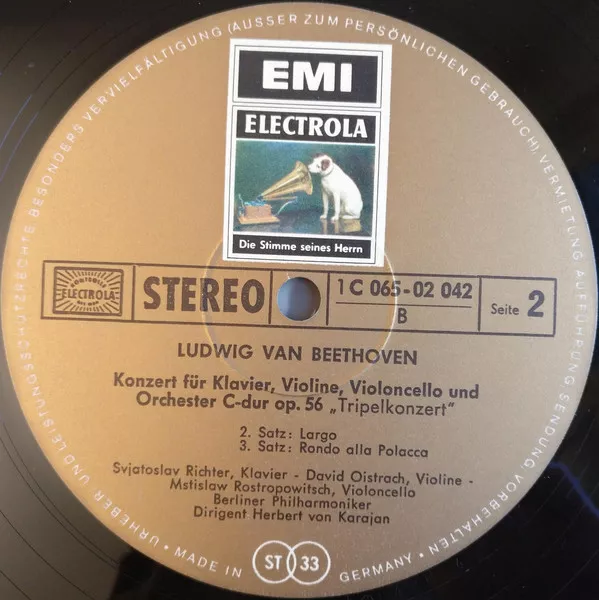 EMI
ELECTROLA
Die Stimme seines Herrn
ELECTROLA
STEREO
1 C 065-02 042
B
Seite 2
LUDWIG VAN BEETHOVEN
Konzert für Klavier, Violine, Violoncello und
Orchester C-dur op. 56 „Tripelkonzert"
2. Satz: Largo
3. Satz: Rondo alla Polacca
Svjatoslav Richter, Klavier - David Oistrach, Violine -
Mstislaw Rostropowitsch, Violoncello
Berliner Philharmoniker
Dirigent Herbert von Karajan
ST 33
URHEBER UND LEISTUNGSSCHUTZRECHTE BESONDERS VERVIELFÄLTIGUNG (AUSSER ZUM PERSÖNLICHEN GEBRAUCH), VERMIETUNG AUFFÜHRUNG SENDUNG VORBEHALTEN
• MADE IN GERMANY •